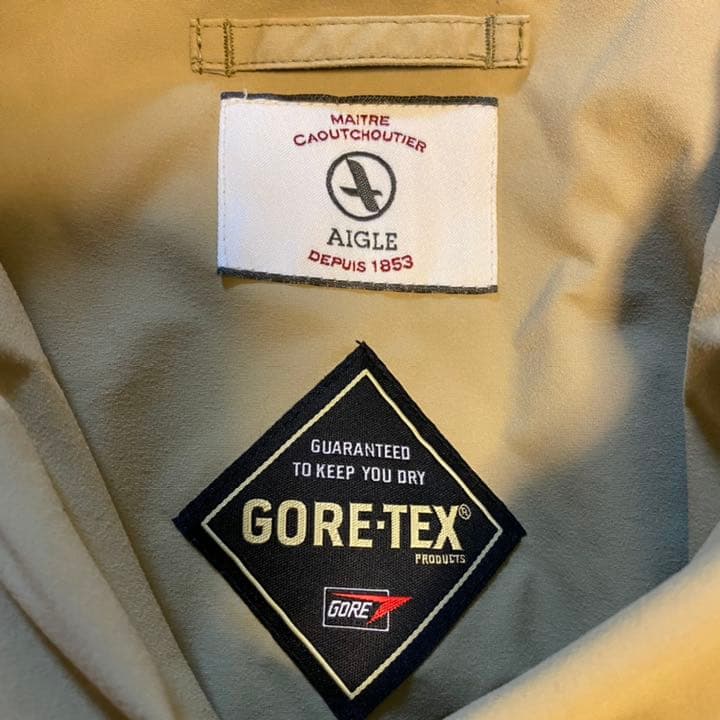 MAITRE
CAOUTCHOUTIER
AIGLE
DEPUIS 1853
GUARANTEED
TO KEEP YOU DRY
GORE-TEX®
PRODUCTS
GORE